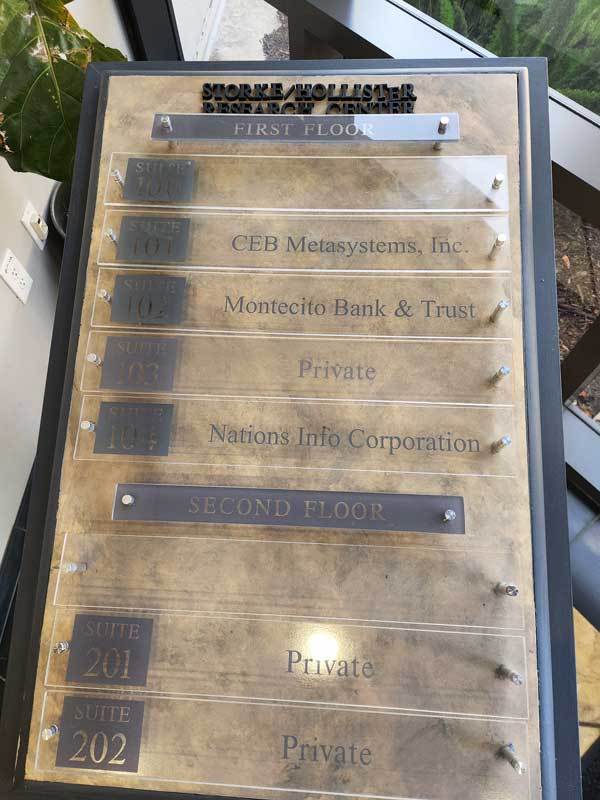 STORKE/HOLLISTER
RESEARCH CENTER
FIRST FLOOR
SUITE
SUITE
101
CEB Metasystems, Inc.
SUITE
102
Montecito Bank & Trust
SUITE
103
Private
SUITE
104
Nations Info Corporation
SECOND FLOOR
SUITE
201
Private
SUITE
202
Private